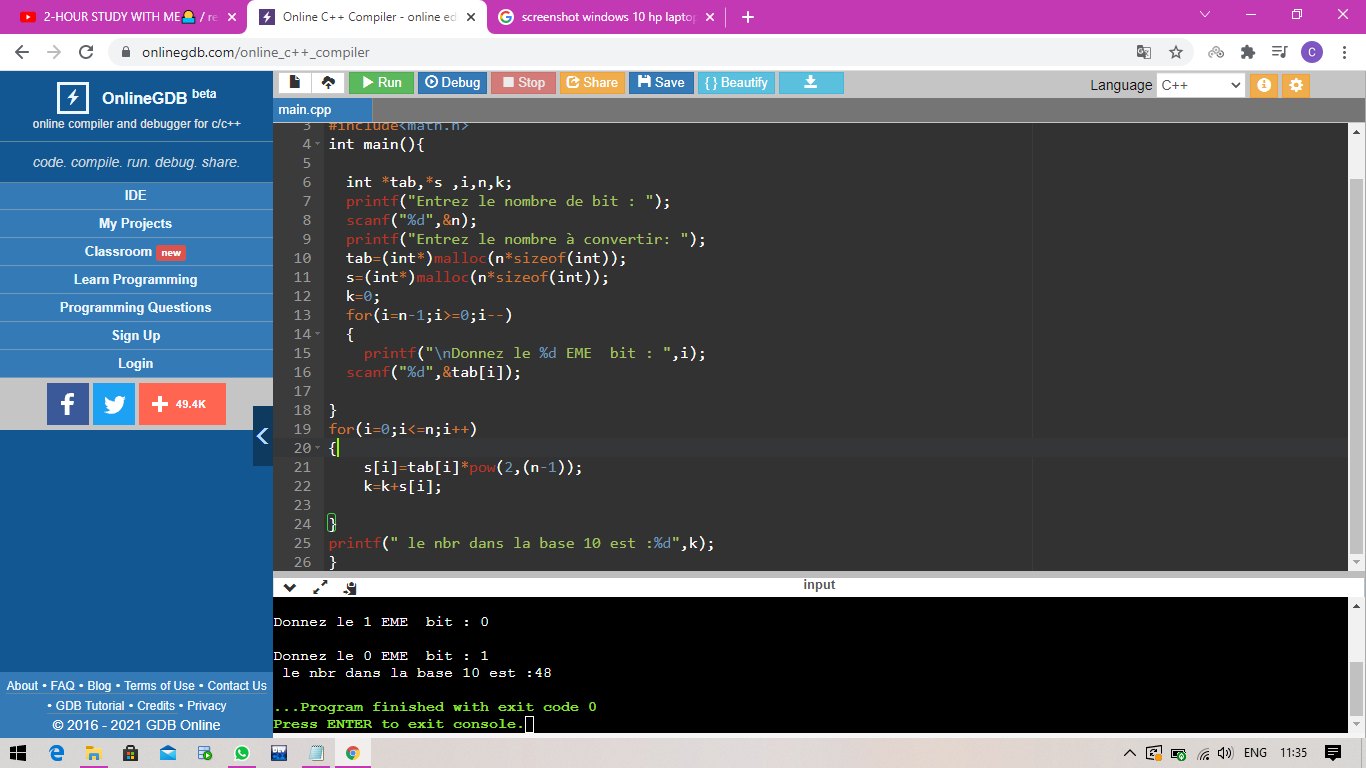 2-HOUR STUDY WITH ME / re
Online C++ Compiler - online ed
screenshot windows 10 hp laptop
onlinegdb.com/online_c++_compiler
C
OnlineGDB beta
online compiler and debugger for c/c++
code. compile. run. debug. share.
IDE
My Projects
Classroom new
Learn Programming
Programming Questions
Sign Up
Login
49.4K
About • FAQ • Blog • Terms of Use • Contact Us
• GDB Tutorial • Credits • Privacy
© 2016 - 2021 GDB Online
Run Debug Stop Share Save { } Beautify
Language C++
main.cpp
3 #include<math.h>
4 int main(){
5
6 int *tab,*s ,i,n,k;
7 printf("Entrez le nombre de bit : ");
8 scanf("%d",&n);
9 printf("Entrez le nombre à convertir: ");
10 tab=(int*)malloc(n*sizeof(int));
11 s=(int*)malloc(n*sizeof(int));
12 k=0;
13 for(i=n-1;i>=0;i--)
14 {
15 printf("\nDonnez le %d EME  bit : ",i);
16 scanf("%d",&tab[i]);
17
18 }
19 for(i=0;i<=n;i++)
20 {
21 s[i]=tab[i]*pow(2,(n-1));
22 k=k+s[i];
23
24 }
25 printf(" le nbr dans la base 10 est :%d",k);
26 }
input
Donnez le 1 EME  bit : 0
Donnez le 0 EME  bit : 1
le nbr dans la base 10 est :48
...Program finished with exit code 0
Press ENTER to exit console.
ENG 11:35